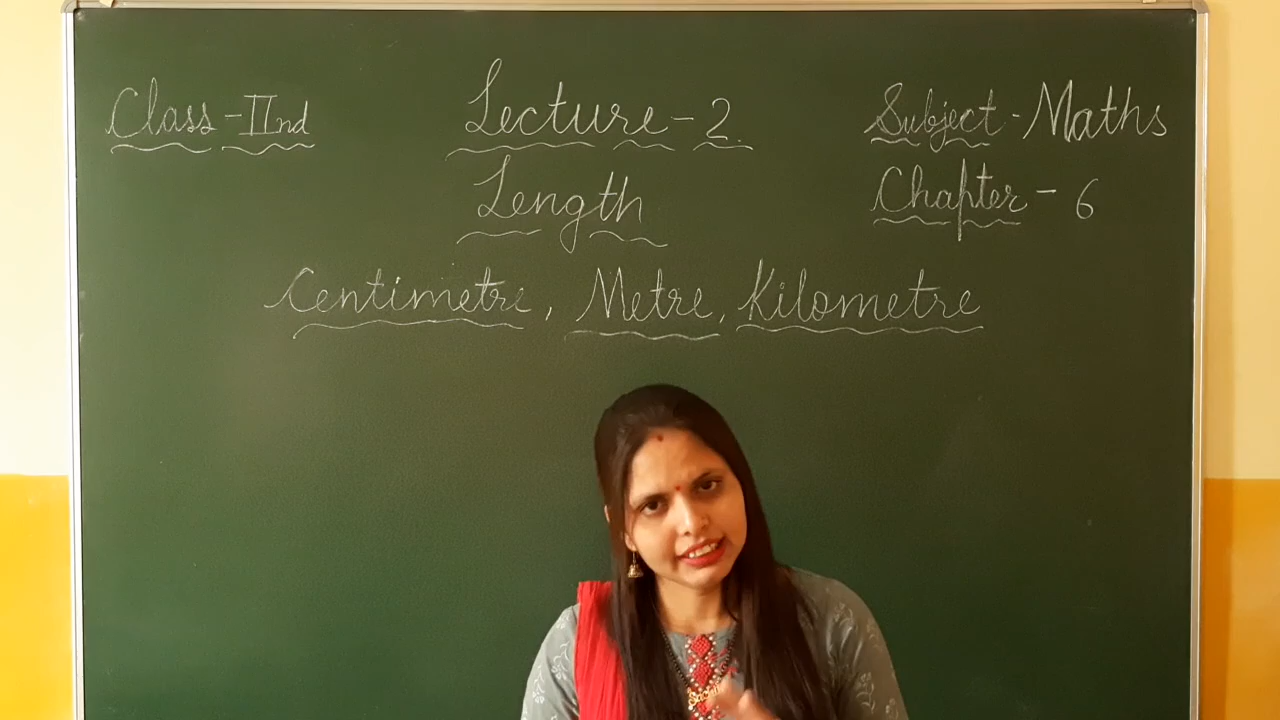 Class-IInd
Lecture-2.
Subject-Maths
Length
Chapter-6
Centimetre, Metre, Kilometre